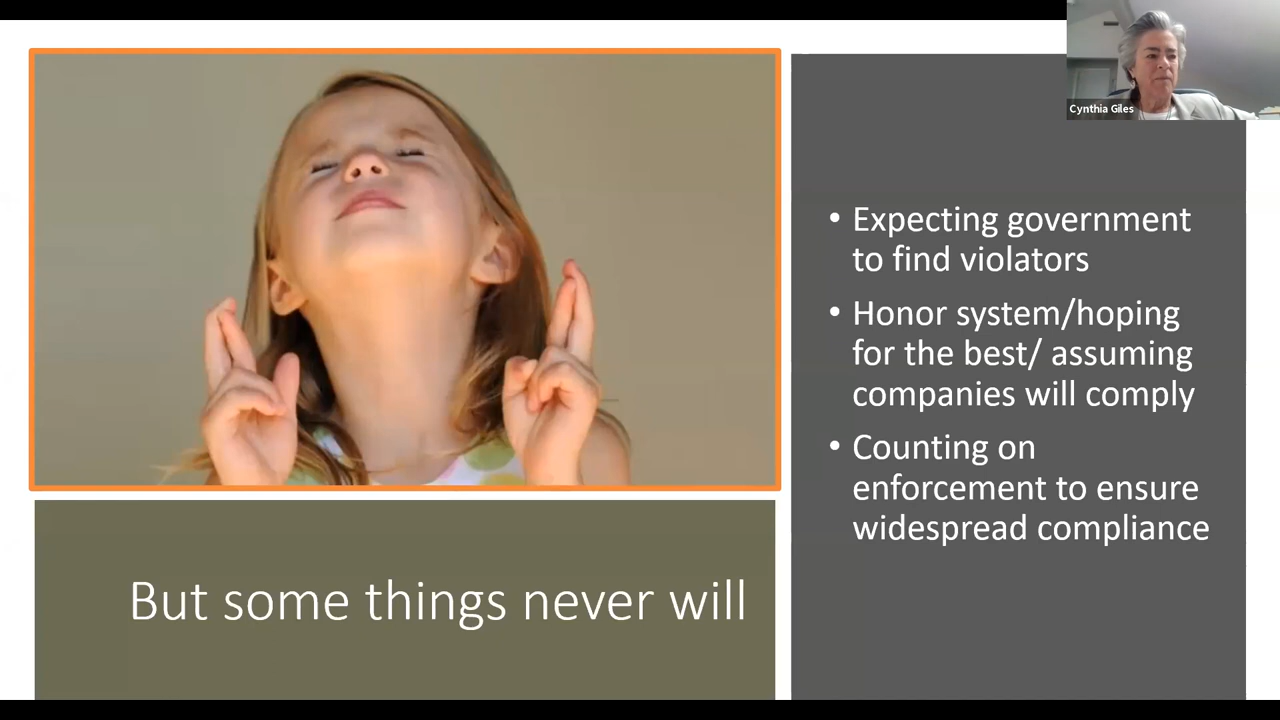 Cynthia Giles
• Expecting government
to find violators
• Honor system/hoping
for the best/ assuming
companies will comply
• Counting on
enforcement to ensure
widespread compliance
But some things never will